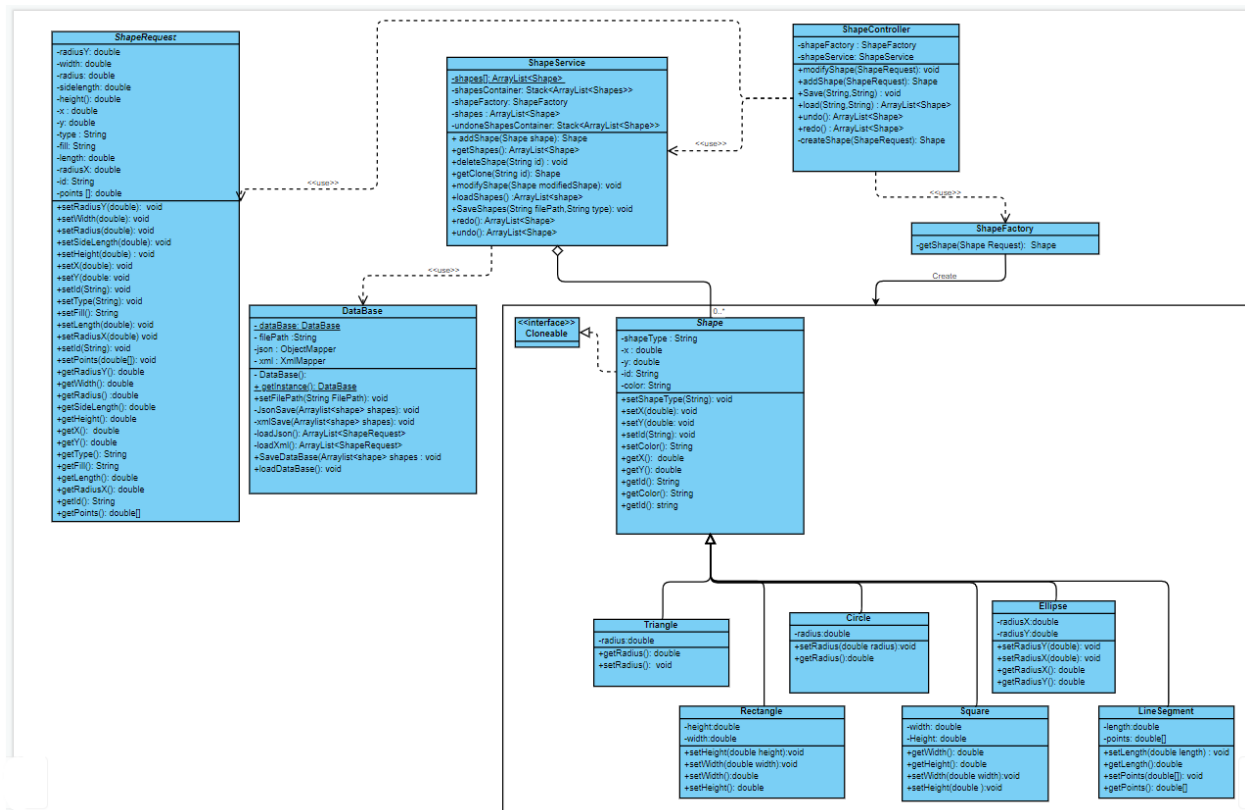 ShapeRequest
-radiusY: double
-width: double
-radius: double
-sidelength: double
-height(): double
-x : double
-y: double
-type : String
-fill: String
-length: double
-radiusX: double
-id: String
-points []: double
+setRadiusY(double): void
+setWidth(double): void
+setRadius(double): void
+setSideLength(double): void
+setHeight(double) : void
+setX(double): void
+setY(double: void
+setId(String): void
+setType(String): void
+setFill(): String
+setLength(double): void
+setRadiusX(double) void
+setId(String): void
+setPoints(double[]): void
+getRadiusY(): double
+getWidth(): double
+getRadius() :double
+getSideLength(): double
+getHeight(): double
+getX(): double
+getY(): double
+getType(): String
+getFill(): String
+getLength(): double
+getRadiusX(): double
+getId(): String
+getPoints(): double[]
<<use>>
ShapeService
-shapes[]: ArrayList<Shape>
-shapesContainer: Stack<ArrayList<Shapes>>
-shapeFactory: ShapeFactory
-shapes : ArrayList<Shape>
-undoneShapesContainer: Stack<ArrayList<Shape>>
+ addShape(Shape shape): Shape
+getShapes(): ArrayList<Shape>
+deleteShape(String id) : void
+getClone(String id): Shape
+modifyShape(Shape modifiedShape): void
+loadShapes() :ArrayList<shape>
+SaveShapes(String filePath,String type): void
+redo(): ArrayList<Shape>
+undo(): ArrayList<Shape>
<<use>>
ShapeController
-shapeFactory : ShapeFactory
-shapeService: ShapeService
+modifyShape(ShapeRequest): void
+addShape(ShapeRequest): Shape
+Save(String,String) : void
+load(String,String) : ArrayList<Shape>
+undo(): ArrayList<Shape>
+redo(): ArrayList<Shape>
-createShape(ShapeRequest): Shape
<<use>>
<<use>>
ShapeFactory
-getShape(Shape Request): Shape
Create
DataBase
- dataBase: DataBase
- filePath :String
-json : ObjectMapper
- xml : XmlMapper
- DataBase():
+ getInstance(): DataBase
+setFilePath(String FilePath): void
-JsonSave(Arraylist<shape> shapes): void
-xmlSave(Arraylist<shape> shapes): void
-loadJson(): ArrayList<ShapeRequest>
-loadXml(): ArrayList<ShapeRequest>
+SaveDataBase(Arraylist<shape> shapes : void
+loadDataBase(): void
<<interface>>
Cloneable
0..*
Shape
-shapeType : String
-x : double
-y: double
-id: String
-color: String
+setShapeType(String): void
+setX(double): void
+setY(double: void
+setId(String): void
+setColor(): String
+getX(): double
+getY(): double
+getId(): String
+getColor(): String
+getId(): string
Triangle
-radius:double
+getRadius(): double
+setRadius(): void
Circle
-radius:double
+setRadius(double radius):void
+getRadius():double
Ellipse
-radiusX:double
-radiusY:double
+setRadiusY(double): void
+setRadiusX(double): void
+getRadiusX(): double
+getRadiusY(): double
Rectangle
-height:double
-width:double
+setHeight(double height):void
+setWidth(double width):void
+setWidth():double
+setHeight(): double
Square
-width: double
-Height: double
+getWidth(): double
+getHeight(): double
+setWidth(double width):void
+setHeight(double ):void
LineSegment
-length:double
-points: double[]
+setLength(double length) : void
+getLength():double
+setPoints(double[]): void
+getPoints(): double[]